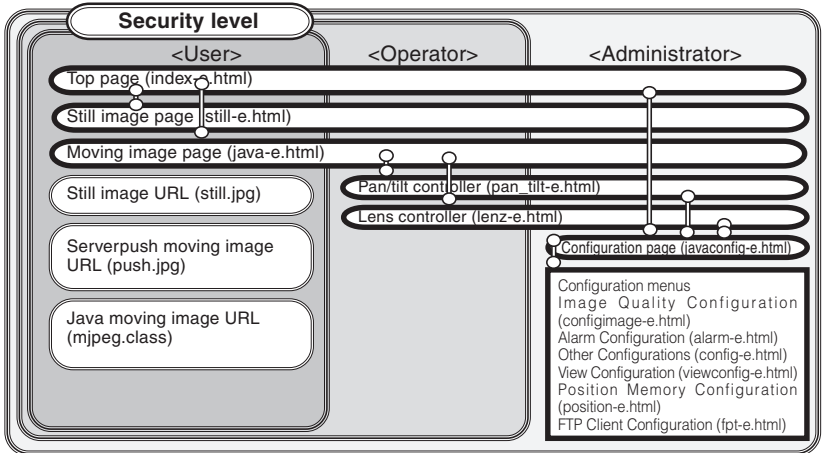 Security level
<User>
<Operator>
<Administrator>
Top page (index-e.html)
Still image page (still-e.html)
Moving image page (java-e.html)
Still image URL (still.jpg)
Pan/tilt controller (pan_tilt-e.html)
Lens controller (lenz-e.html)
Serverpush moving image
URL (push.jpg)
Configuration page (javaconfig-e.html)
Java moving image URL
(mjpeg.class)
Configuration menus
Image Quality Configuration
(configimage-e.html)
Alarm Configuration (alarm-e.html)
Other Configurations (config-e.html)
View Configuration (viewconfig-e.html)
Position Memory Configuration
(position-e.html)
FTP Client Configuration (fpt-e.html)